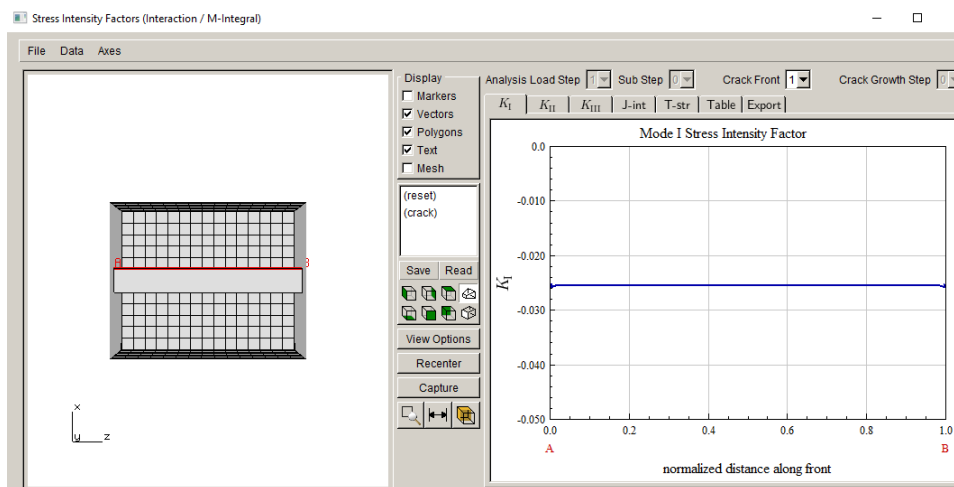 Stress Intensity Factors (Interaction / M-Integral)
File Data Axes
Display
Markers
Vectors
Polygons
Text
Mesh
(reset)
(crack)
Save Read
View Options
Recenter
Capture
A
x
y z
Analysis Load Step 1 Sub Step 0 Crack Front 1 Crack Growth Step 0
KI KII KIII J-int T-str Table Export
Mode I Stress Intensity Factor
0.0
-0.010
-0.020
-0.030
-0.040
-0.050
KI
0.0 0.2 0.4 0.6 0.8 1.0
A B
normalized distance along front